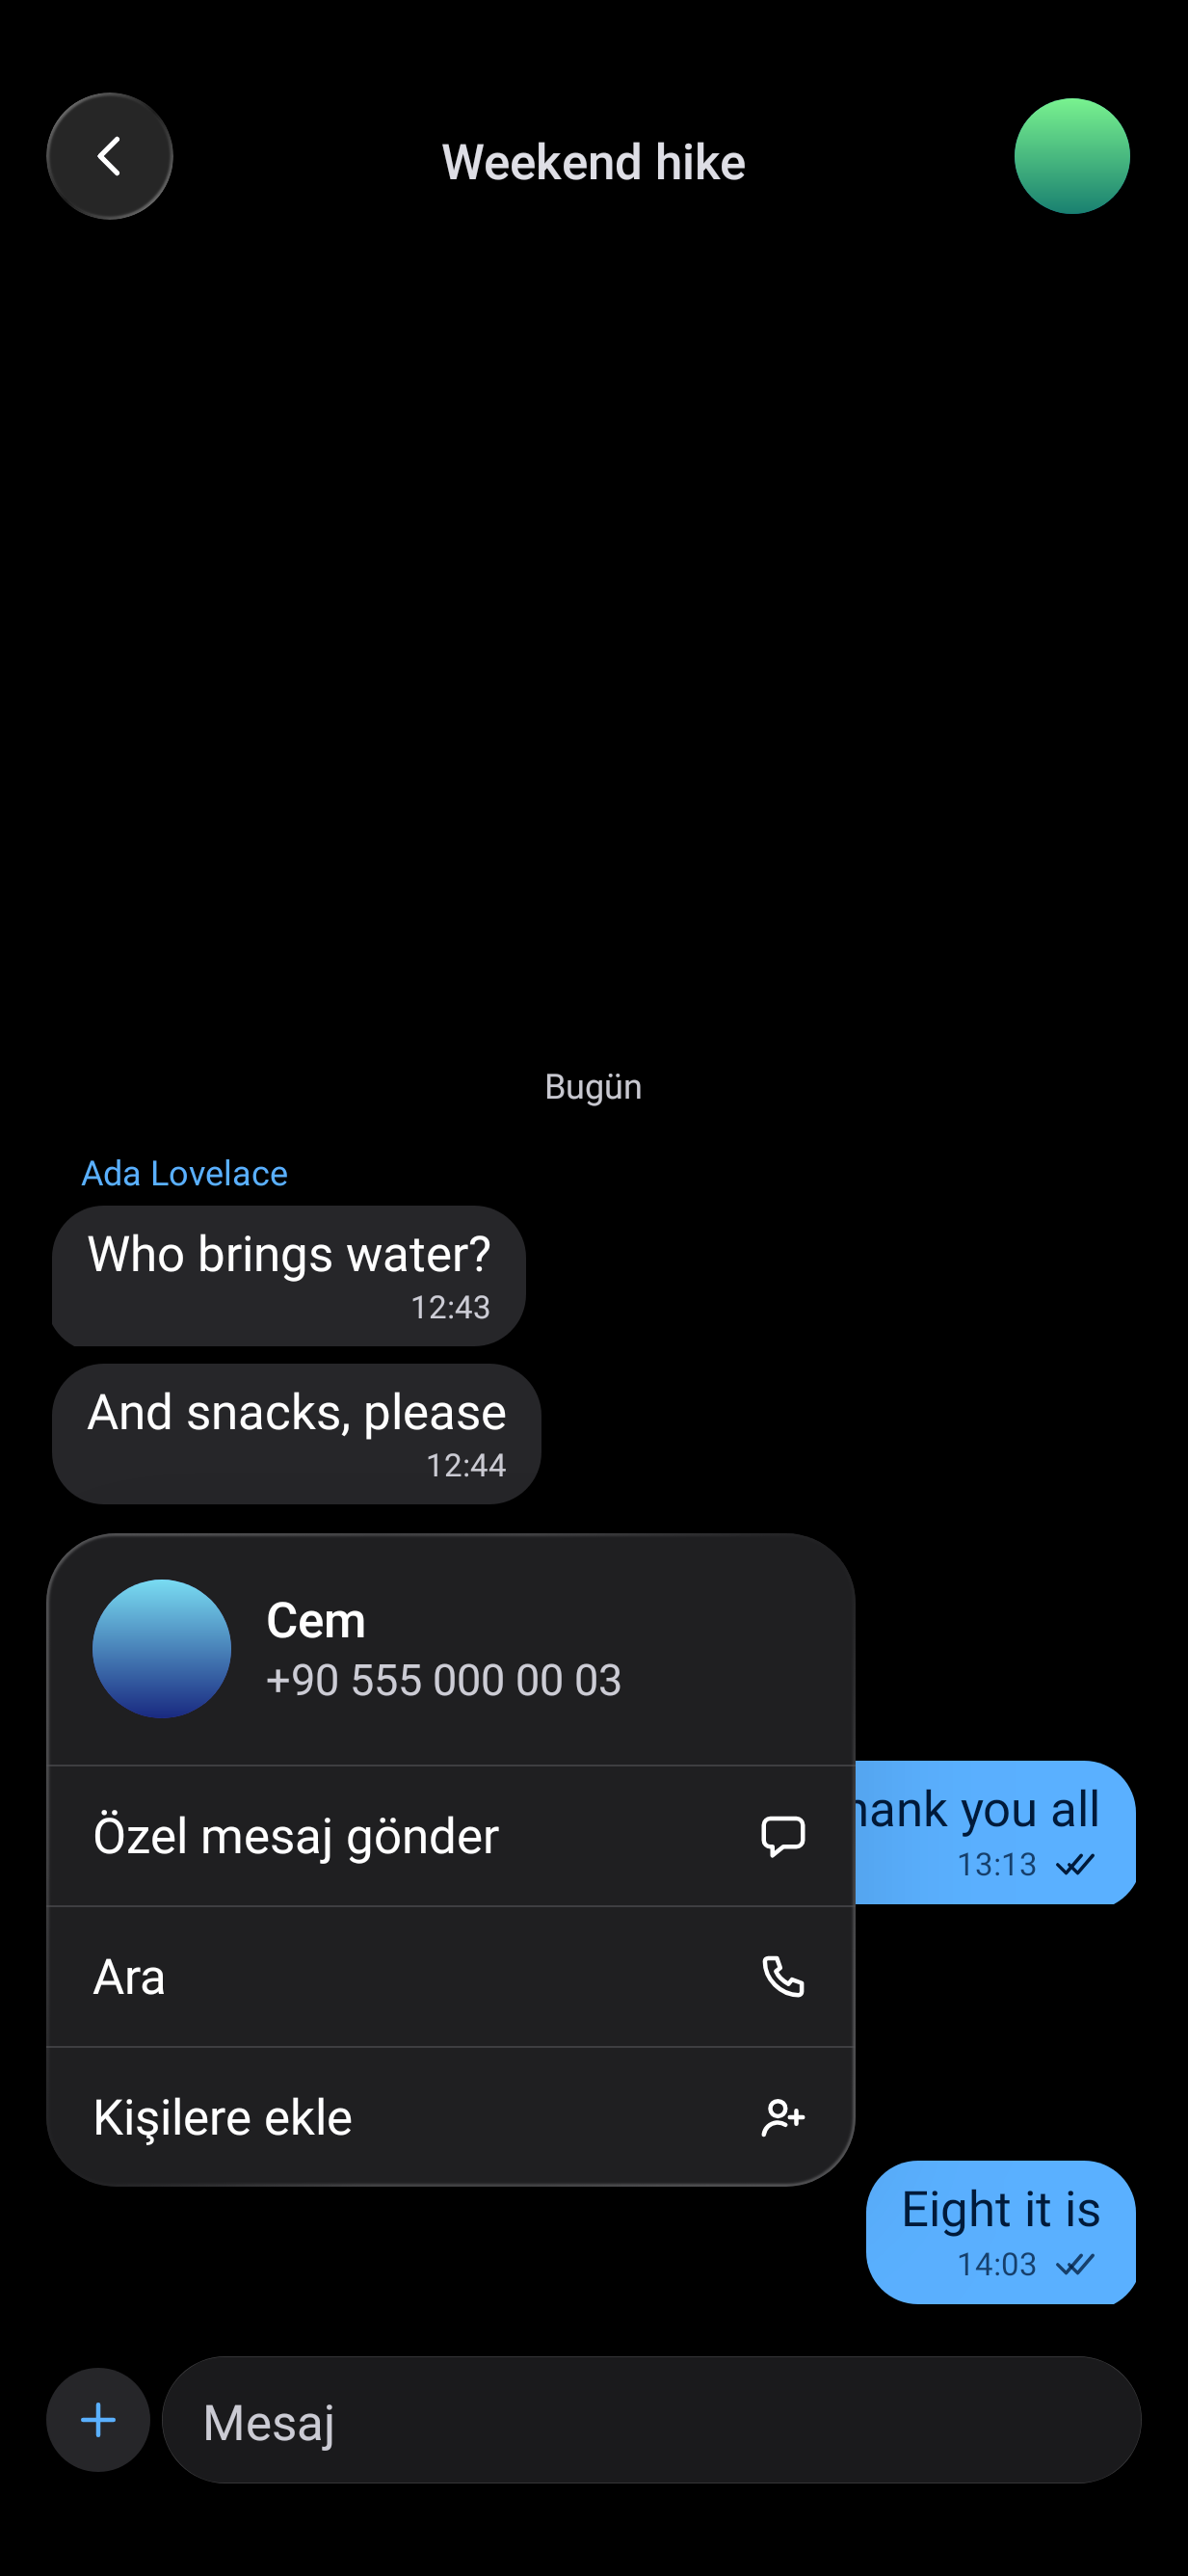 Weekend hike
Bugün
Ada Lovelace
Who brings water?
12:43
And snacks, please
12:44
Cem
+90 555 000 00 03
Özel mesaj gönder
you all
13:13
Ara
Kişilere ekle
Eight it is
14:03
Mesaj